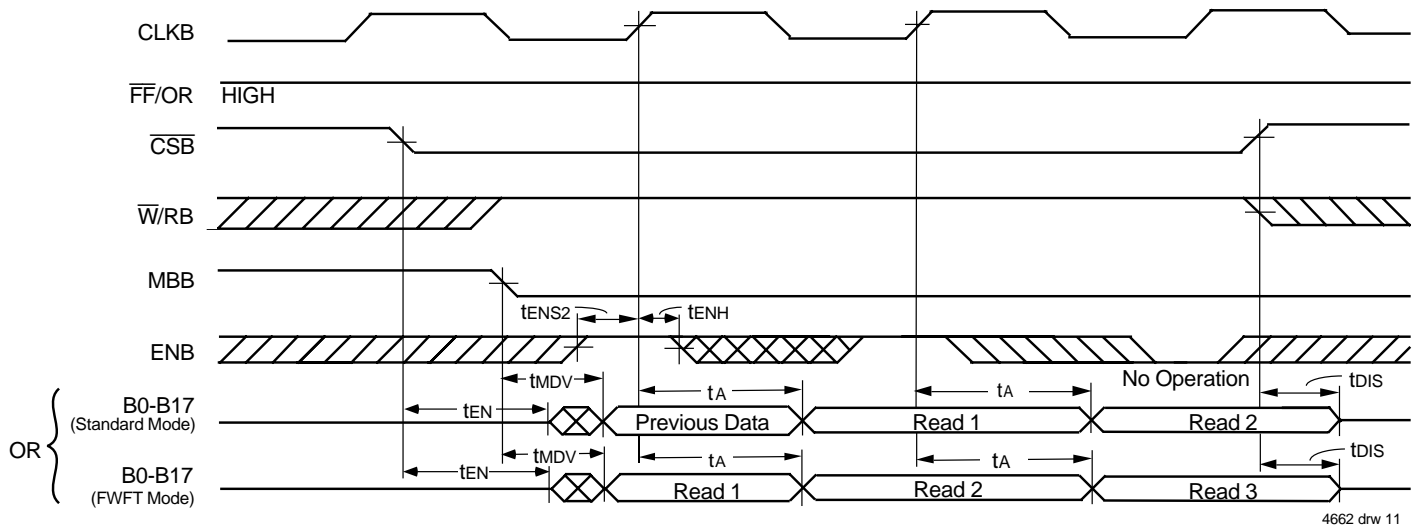 CLKB
FF/OR HIGH
CSB
W/RB
MBB
tENS2 tENH
ENB
No Operation
tMDV tA tA tDIS
B0-B17
(Standard Mode)
tEN Previous Data Read 1 Read 2
OR
tMDV tA tA tDIS
B0-B17
(FWFT Mode)
tEN Read 1 Read 2 Read 3
4662 drw 11